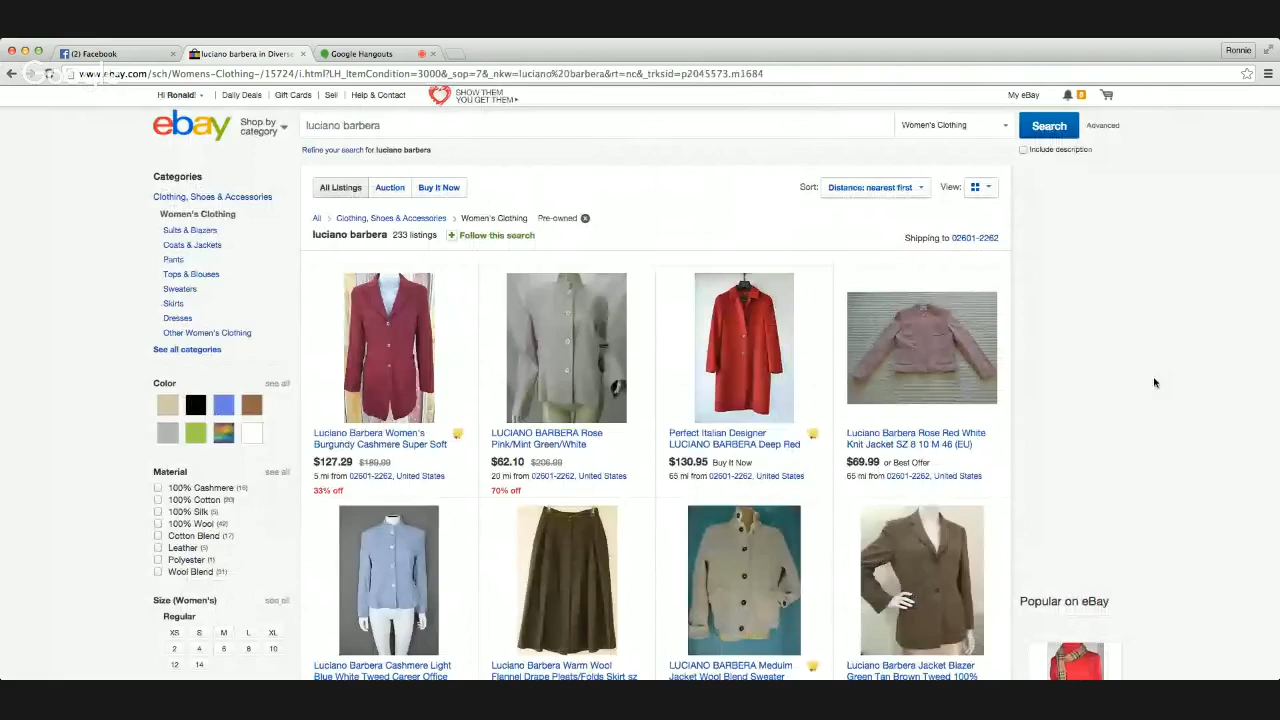 (2) Facebook
luciano barbera in Diverse
Google Hangouts
Ronnie
www.ebay.com/sch/Womens-Clothing-/15724/i.html?LH_ItemCondition=3000&_sop=7&_nkw=luciano%20barbera&rt=nc&_trksid=p2045573.m1684
Hi Ronald!
Daily Deals
Gift Cards
Sell
Help & Contact
SHOW THEM
YOU GET THEM
My eBay
8
ebay
Shop by
category
luciano barbera
Women's Clothing
Search
Advanced
Refine your search for luciano barbera
Include description
Categories
Clothing, Shoes & Accessories
Women's Clothing
Suits & Blazers
Coats & Jackets
Pants
Tops & Blouses
Sweaters
Skirts
Dresses
Other Women's Clothing
See all categories
Color
see all
Material
see all
100% Cashmere (16)
100% Cotton (20)
100% Silk (5)
100% Wool (42)
Cotton Blend (17)
Leather (5)
Polyester (1)
Wool Blend (31)
Size (Women's)
see all
Regular
XS S M L XL
2 4 6 8 10
12 14
All Listings
Auction
Buy It Now
Sort:
Distance: nearest first
View:
All > Clothing, Shoes & Accessories > Women's Clothing
Pre-owned
luciano barbera 233 listings
Follow this search
Shipping to 02601-2262
Luciano Barbera Women's
Burgundy Cashmere Super Soft
$127.29 $189.99
5 mi from 02601-2262, United States
33% off
LUCIANO BARBERA Rose
Pink/Mint Green/White
$62.10 $206.99
20 mi from 02601-2262, United States
70% off
Perfect Italian Designer
LUCIANO BARBERA Deep Red
$130.95 Buy It Now
65 mi from 02601-2262, United States
Luciano Barbera Rose Red White
Knit Jacket SZ 8 10 M 46 (EU)
$69.99 or Best Offer
65 mi from 02601-2262, United States
Luciano Barbera Cashmere Light
Blue White Tweed Career Office
Luciano Barbera Warm Wool
Flannel Drape Pleats/Folds Skirt sz
LUCIANO BARBERA Meduim
Jacket Wool Blend Sweater
Luciano Barbera Jacket Blazer
Green Tan Brown Tweed 100%
Popular on eBay